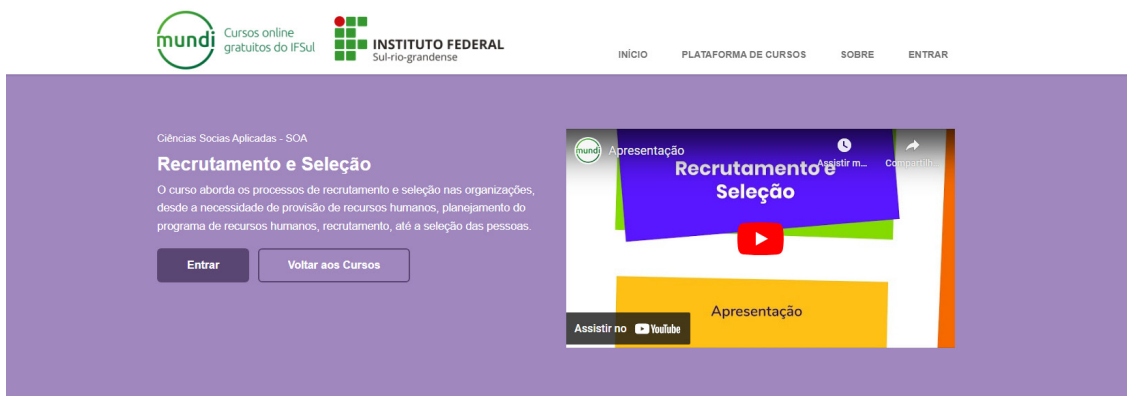 mundi
Cursos online
gratuitos do IFSul
INSTITUTO FEDERAL
Sul-rio-grandense
INÍCIO PLATAFORMA DE CURSOS SOBRE ENTRAR
Ciências Socias Aplicadas - SOA
Recrutamento e Seleção
O curso aborda os processos de recrutamento e seleção nas organizações,
desde a necessidade de provisão de recursos humanos, planejamento do
programa de recursos humanos, recrutamento, até a seleção das pessoas.
Entrar Voltar aos Cursos
mundi Apresentação
Assistir m... Compartilh
Recrutamento e
Seleção
Apresentação
Assistir no YouTube